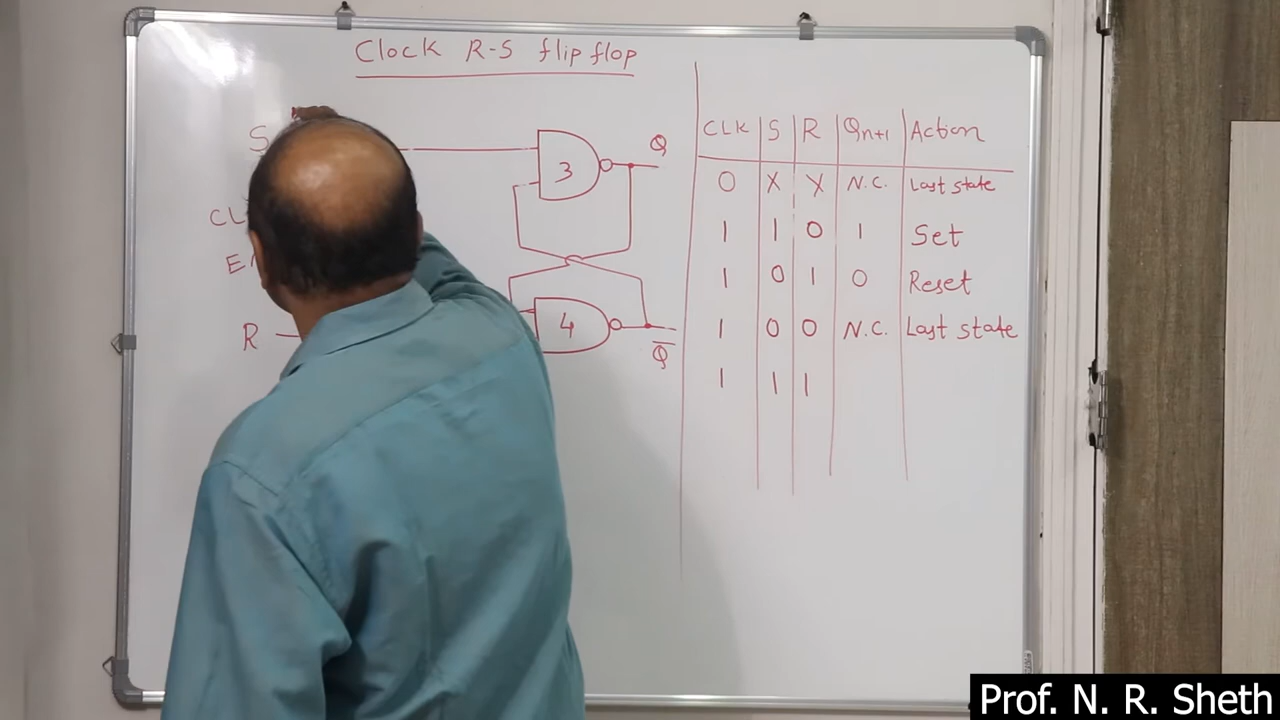 Clock R-S flip flop
S
3
Q
CL
E
R
4
Q̅
CLK S R Qn+1 Action
0 X X N.C. Last state
1 1 0 1 Set
1 0 1 0 Reset
1 0 0 N.C. Last state
1 1 1
Prof. N. R. Sheth